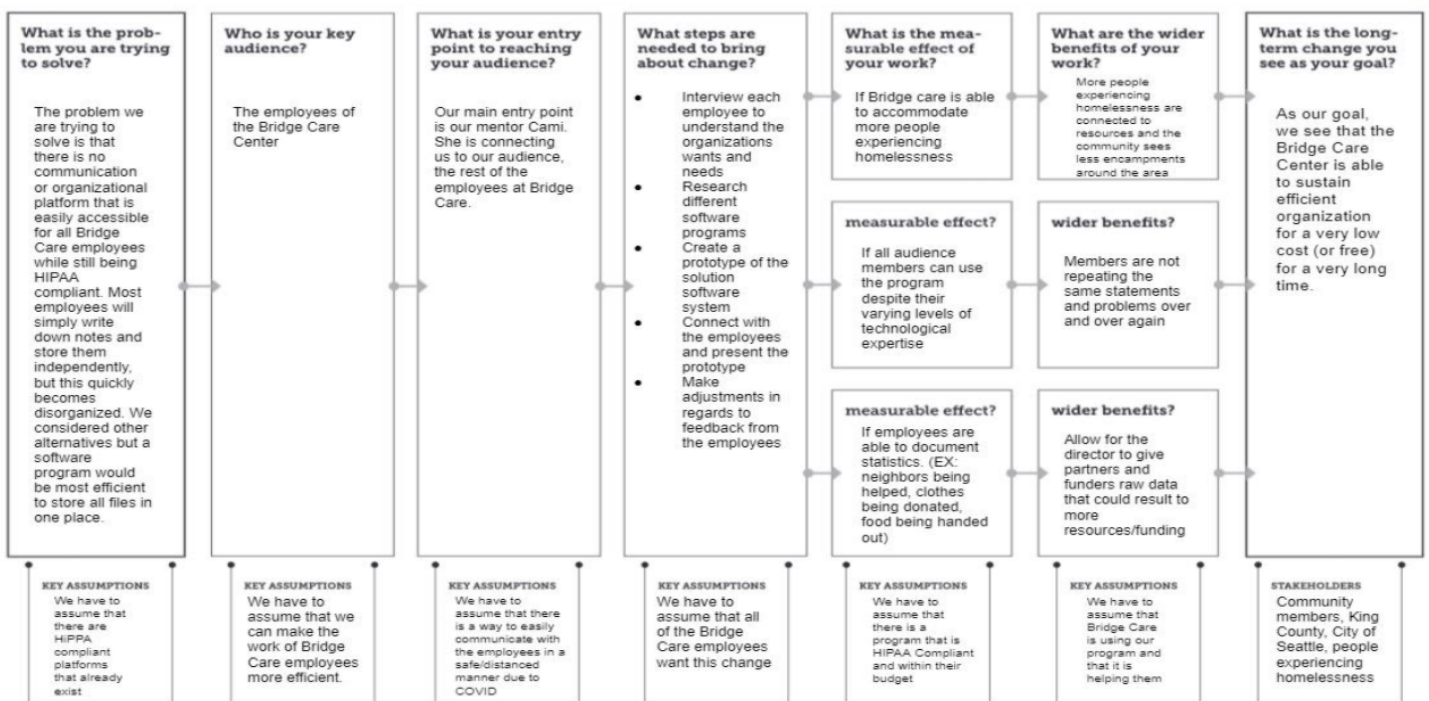 What is the prob-
lem you are trying
to solve?
The problem we
are trying to
solve is that
there is no
communication
or organizational
platform that is
easily accessible
for all Bridge
Care employees
while still being
HIPAA
compliant. Most
employees will
simply write
down notes and
store them
independently,
but this quickly
becomes
disorganized. We
considered other
alternatives but a
software
program would
be most efficient
to store all files in
one place.
KEY ASSUMPTIONS
We have to
assume that
there are
HiPPA
compliant
platforms
that already
exist
Who is your key
audience?
The employees of
the Bridge Care
Center
KEY ASSUMPTIONS
We have to
assume that we
can make the
work of Bridge
Care employees
more efficient.
What is your entry
point to reaching
your audience?
Our main entry point
is our mentor Cami.
She is connecting
us to our audience,
the rest of the
employees at Bridge
Care.
KEY ASSUMPTIONS
We have to
assume that there
is a way to easily
communicate with
the employees in a
safe/distanced
manner due to
COVID
What steps are
needed to bring
about change?
• Interview each
employee to
understand the
organizations
wants and
needs
• Research
different
software
programs
• Create a
prototype of the
solution
software
system
• Connect with
the employees
and present the
prototype
• Make
adjustments in
regards to
feedback from
the employees
KEY ASSUMPTIONS
We have to
assume that all
of the Bridge
Care employees
want this change
What is the mea-
surable effect of
your work?
If Bridge care is able
to accommodate
more people
experiencing
homelessness
measurable effect?
If all audience
members can use
the program
despite their
varying levels of
technological
expertise
measurable effect?
If employees are
able to document
statistics. (EX:
neighbors being
helped, clothes
being donated,
food being handed
out)
KEY ASSUMPTIONS
We have to
assume that
there is a
program that is
HIPAA Compliant
and within their
budget
What are the wider
benefits of your
work?
More people
experiencing
homelessness are
connected to
resources and the
community sees
less encampments
around the area
wider benefits?
Members are not
repeating the
same statements
and problems over
and over again
wider benefits?
Allow for the
director to give
partners and
funders raw data
that could result to
more
resources/funding
KEY ASSUMPTIONS
We have to
assume that
Bridge Care
is using our
program and
that it is
helping them
What is the long-
term change you
see as your goal?
As our goal,
we see that the
Bridge Care
Center is able
to sustain
efficient
organization
for a very low
cost (or free)
for a very long
time.
STAKEHOLDERS
Community
members, King
County, City of
Seattle, people
experiencing
homelessness